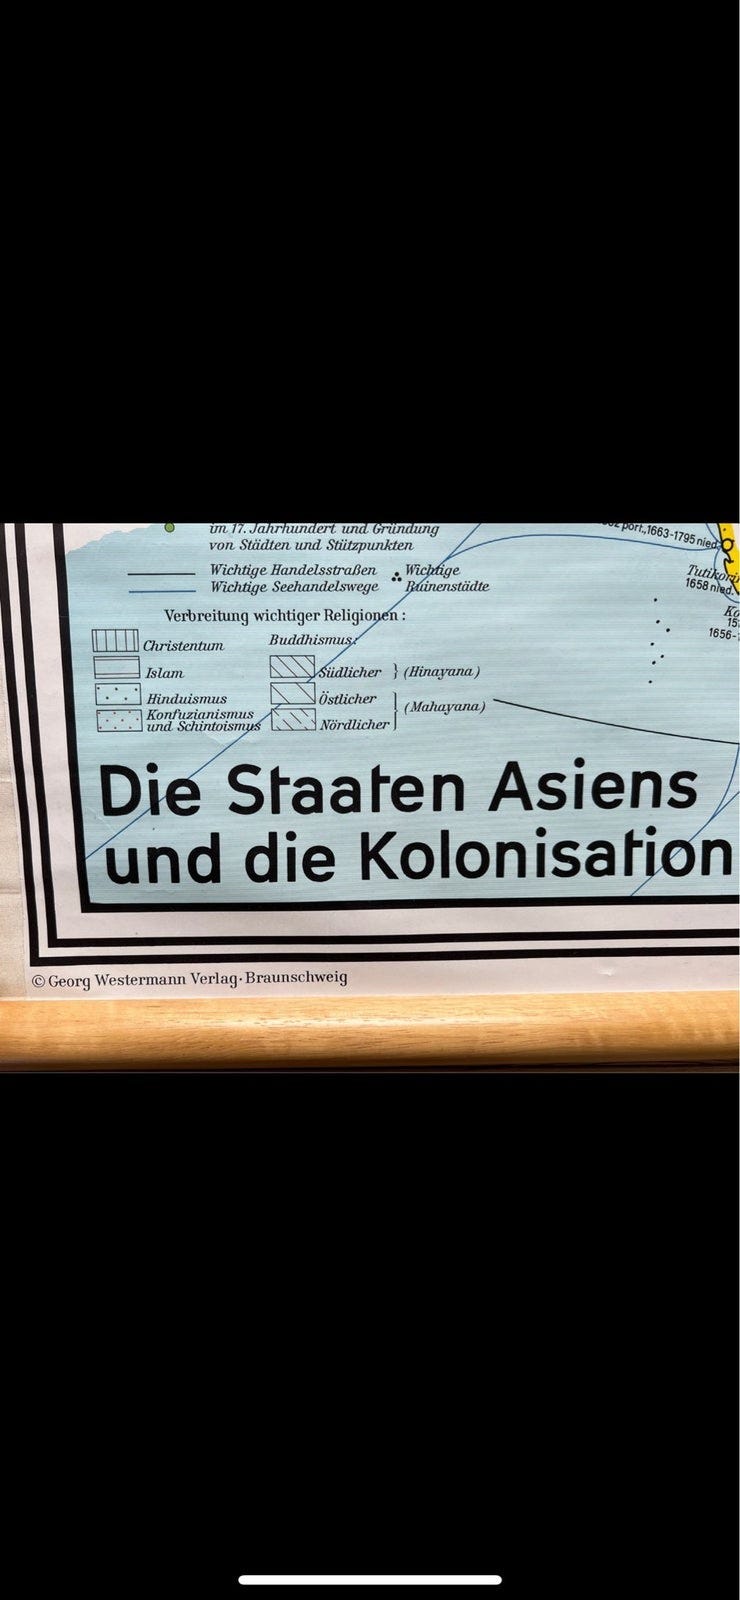 im 17. Jahrhundert und Gründung
von Städten und Stützpunkten
Wichtige Handelsstraßen
Wichtige Seehandelswege
Wichtige
Ruinenstädte
Verbreitung wichtiger Religionen:
Christentum
Islam
Hinduismus
Konfuzianismus
und Schintoismus
Buddhismus:
Südlicher } (Hinayana)
Östlicher
Nördlicher
(Mahayana)
port., 1663-1795 nied.
1658 nied.
Die Staaten Asiens
und die Kolonisation
© Georg Westermann Verlag · Braunschweig